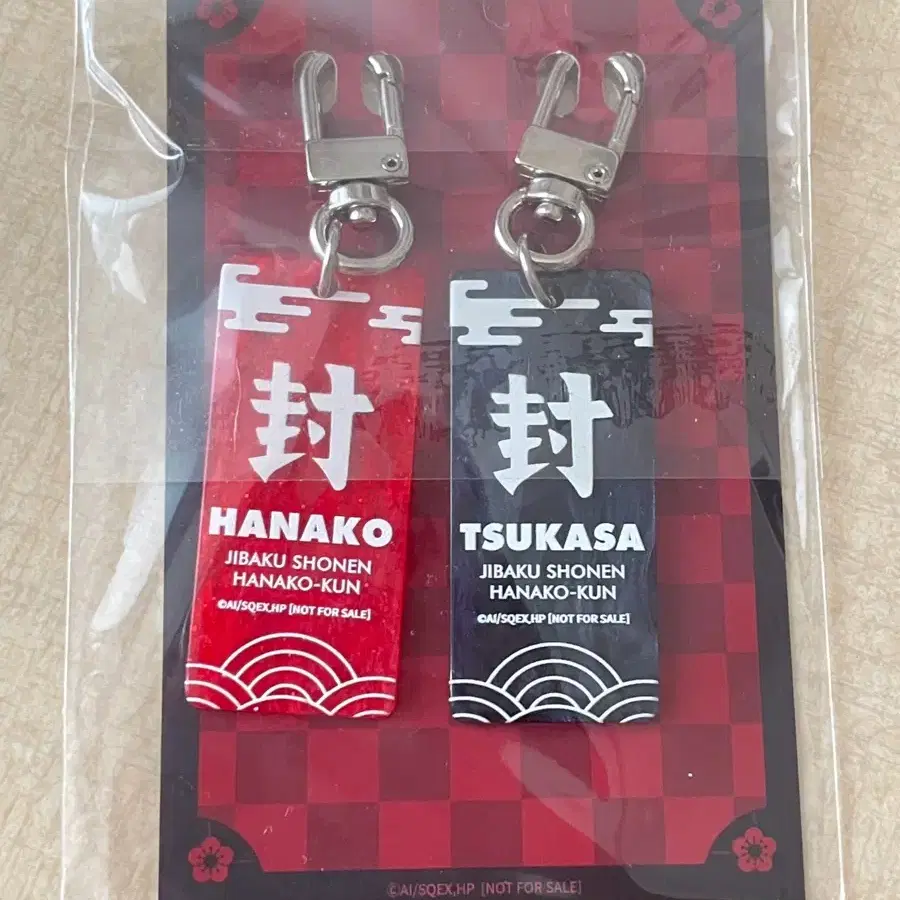 封
HANAKO
JIBAKU SHONEN
HANAKO-KUN
©AI/SQEX,HP [NOT FOR SALE]
封
TSUKASA
JIBAKU SHONEN
HANAKO-KUN
©AI/SQEX,HP [NOT FOR SALE]
©AI/SQEX,HP [NOT FOR SALE]